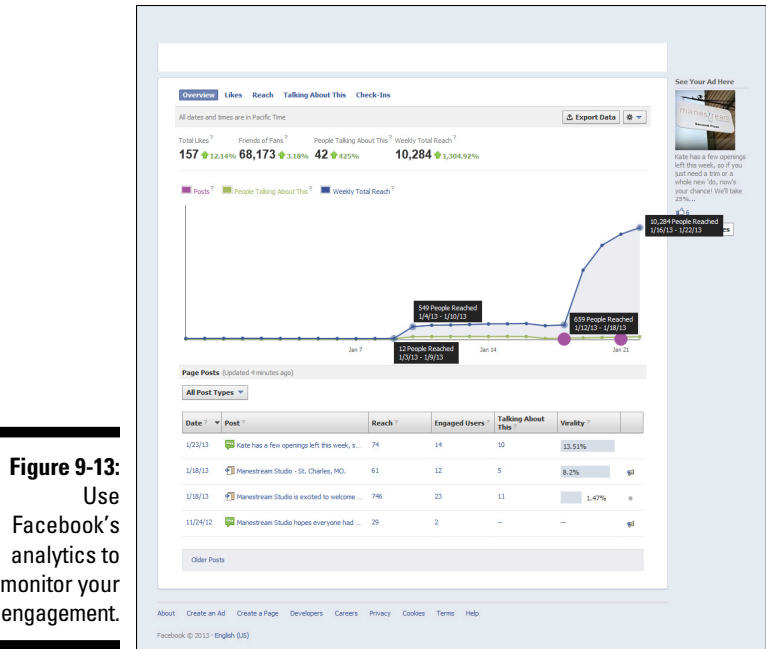 See Your Ad Here
manestream
Kate has a few openings
left this week, so if you
just need a trim or a
whole new 'do, now's
your chance! We'll take
25%...
6
es
Overview Likes Reach Talking About This Check-Ins
All dates and times are in Pacific Time
Export Data
Total Likes? Friends of Fans? People Talking About This? Weekly Total Reach?
157 12.14% 68,173 3.18% 42 425% 10,284 1,304.92%
Posts? People Talking About This? Weekly Total Reach?
10,284 People Reached
1/16/13 - 1/22/13
549 People Reached
1/4/13 - 1/10/13
659 People Reached
1/12/13 - 1/18/13
12 People Reached
1/3/13 - 1/9/13
Jan 7 Jan 14 Jan 21
Page Posts (Updated 4 minutes ago)
All Post Types
Date? Post? Reach? Engaged Users? Talking About This? Virality?
1/23/13 Kate has a few openings left this week, s... 74 14 10 13.51%
1/18/13 Manestream Studio - St. Charles, MO. 61 12 5 8.2%
1/18/13 Manestream Studio is excited to welcome ... 746 23 11 1.47%
11/24/12 Manestream Studio hopes everyone had ... 29 2 -- --
Older Posts
About Create an Ad Create a Page Developers Careers Privacy Cookies Terms Help
Facebook © 2013 · English (US)
Figure 9-13:
Use
Facebook's
analytics to
monitor your
engagement.